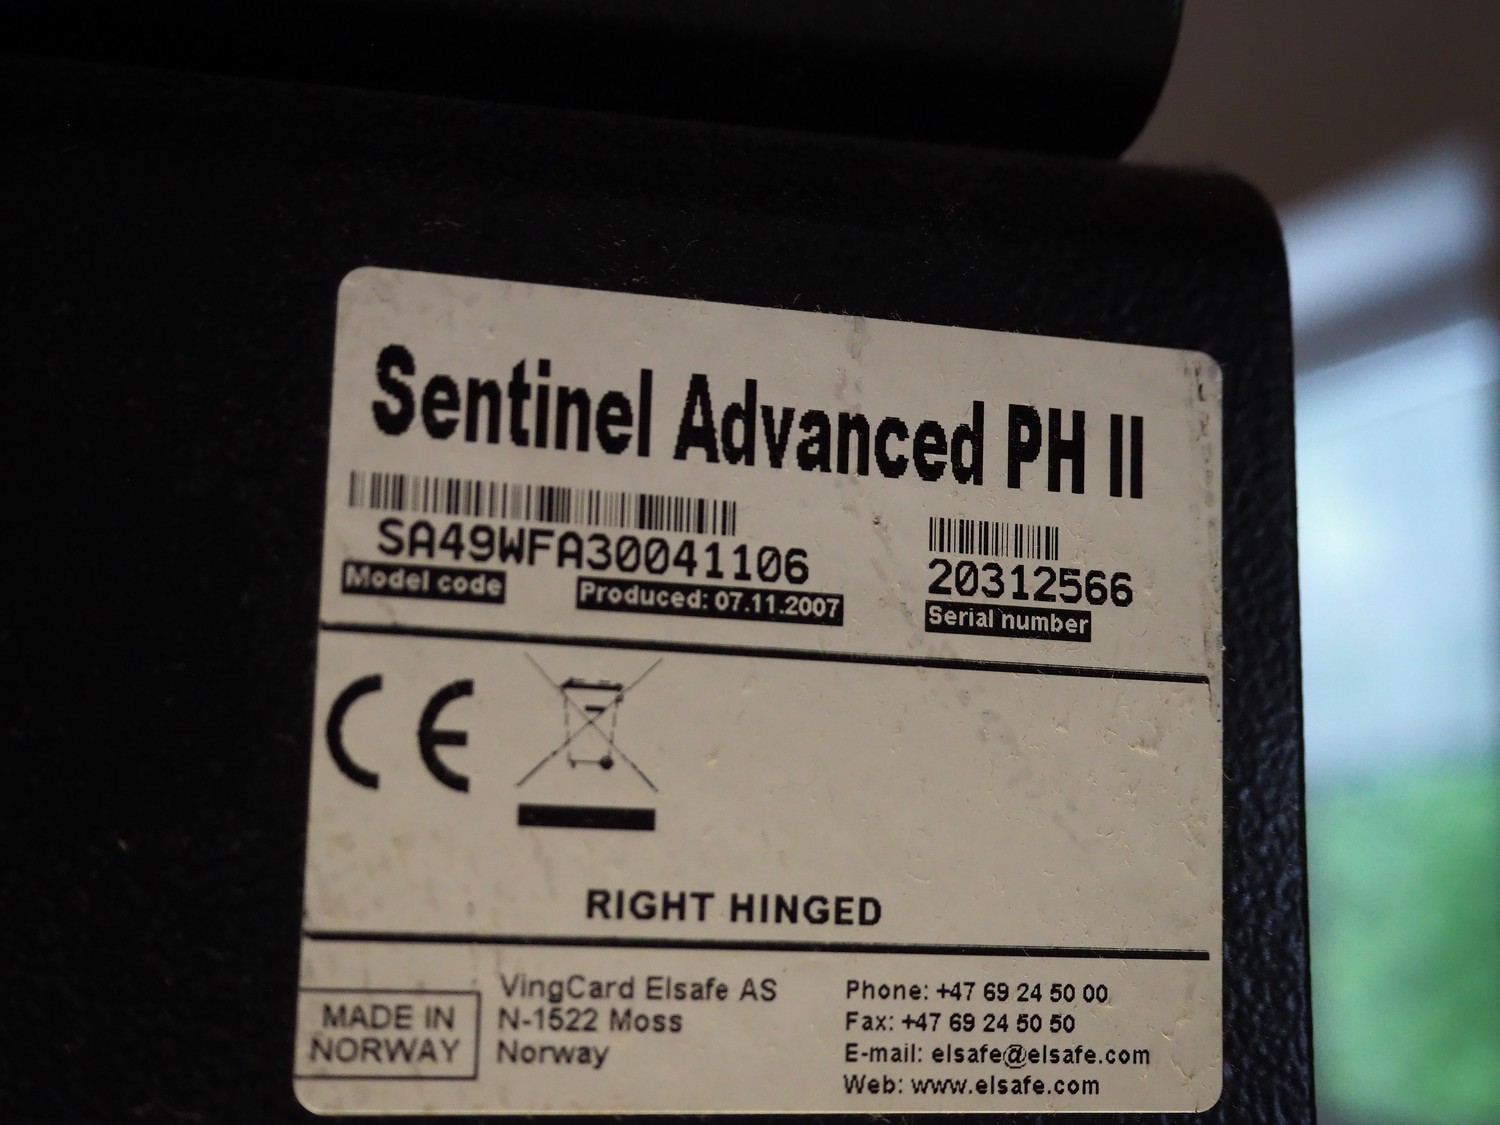 Sentinel Advanced PH II
SA49WFA30041106
20312566
Model code
Produced: 07.11.2007
Serial number
CE
RIGHT HINGED
MADE IN
NORWAY
VingCard Elsafe AS
N-1522 Moss
Norway
Phone: +47 69 24 50 00
Fax: +47 69 24 50 50
E-mail: elsafe@elsafe.com
Web: www.elsafe.com